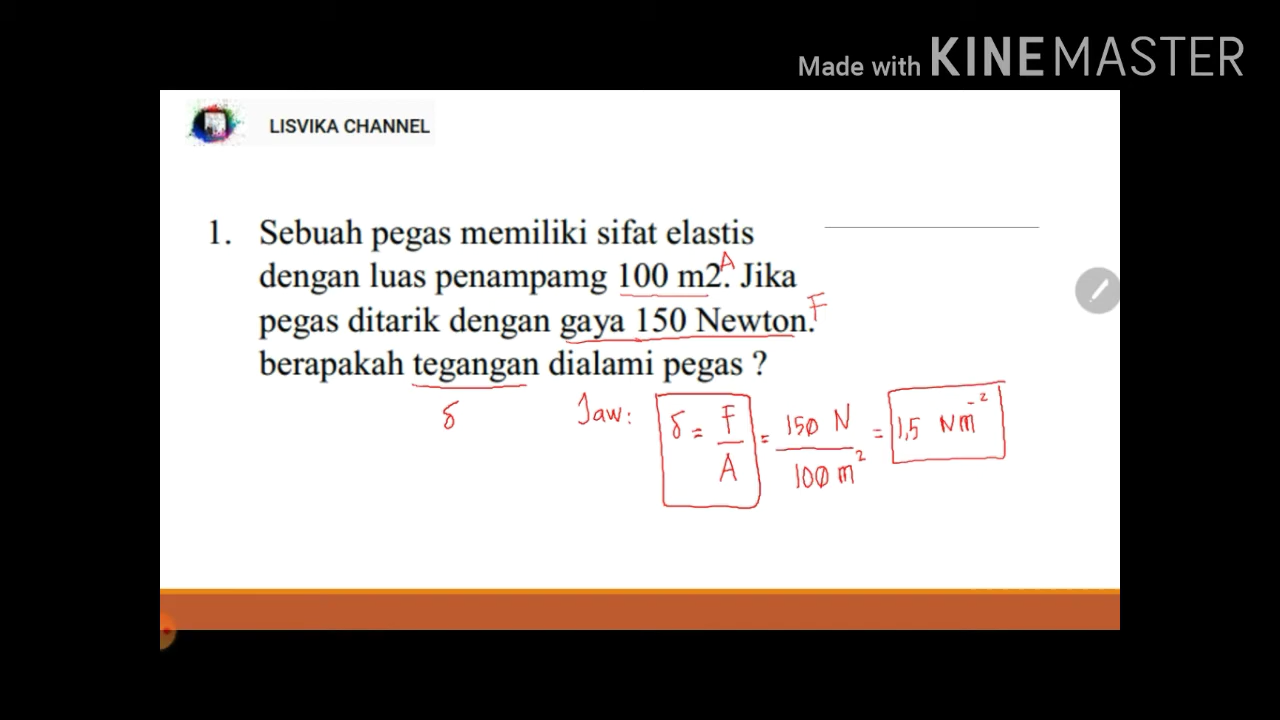 Made with KINEMASTER
LISVIKA CHANNEL
1. Sebuah pegas memiliki sifat elastis
dengan luas penampamg 100 m2. Jika
A
pegas ditarik dengan gaya 150 Newton.
F
berapakah tegangan dialami pegas ?
δ
Jaw: δ = F/A = 150 N / 100 m² = 1,5 Nm⁻²